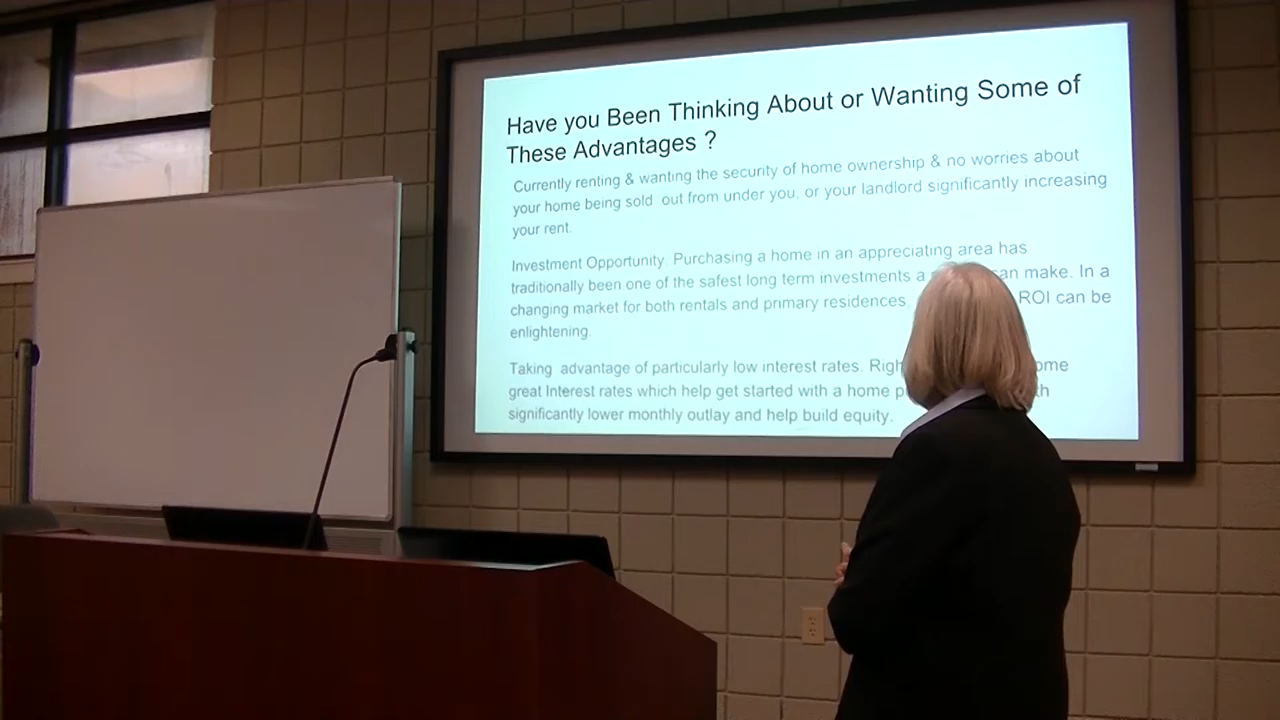 Have you Been Thinking About or Wanting Some of
These Advantages ?
Currently renting & wanting the security of home ownership & no worries about
your home being sold out from under you, or your landlord significantly increasing
your rent.
Investment Opportunity. Purchasing a home in an appreciating area has
traditionally been one of the safest long term investments a can make. In a
changing market for both rentals and primary residences, ROI can be
enlightening.
Taking advantage of particularly low interest rates.
great Interest rates which help get started with a home
significantly lower monthly outlay and help build equity.